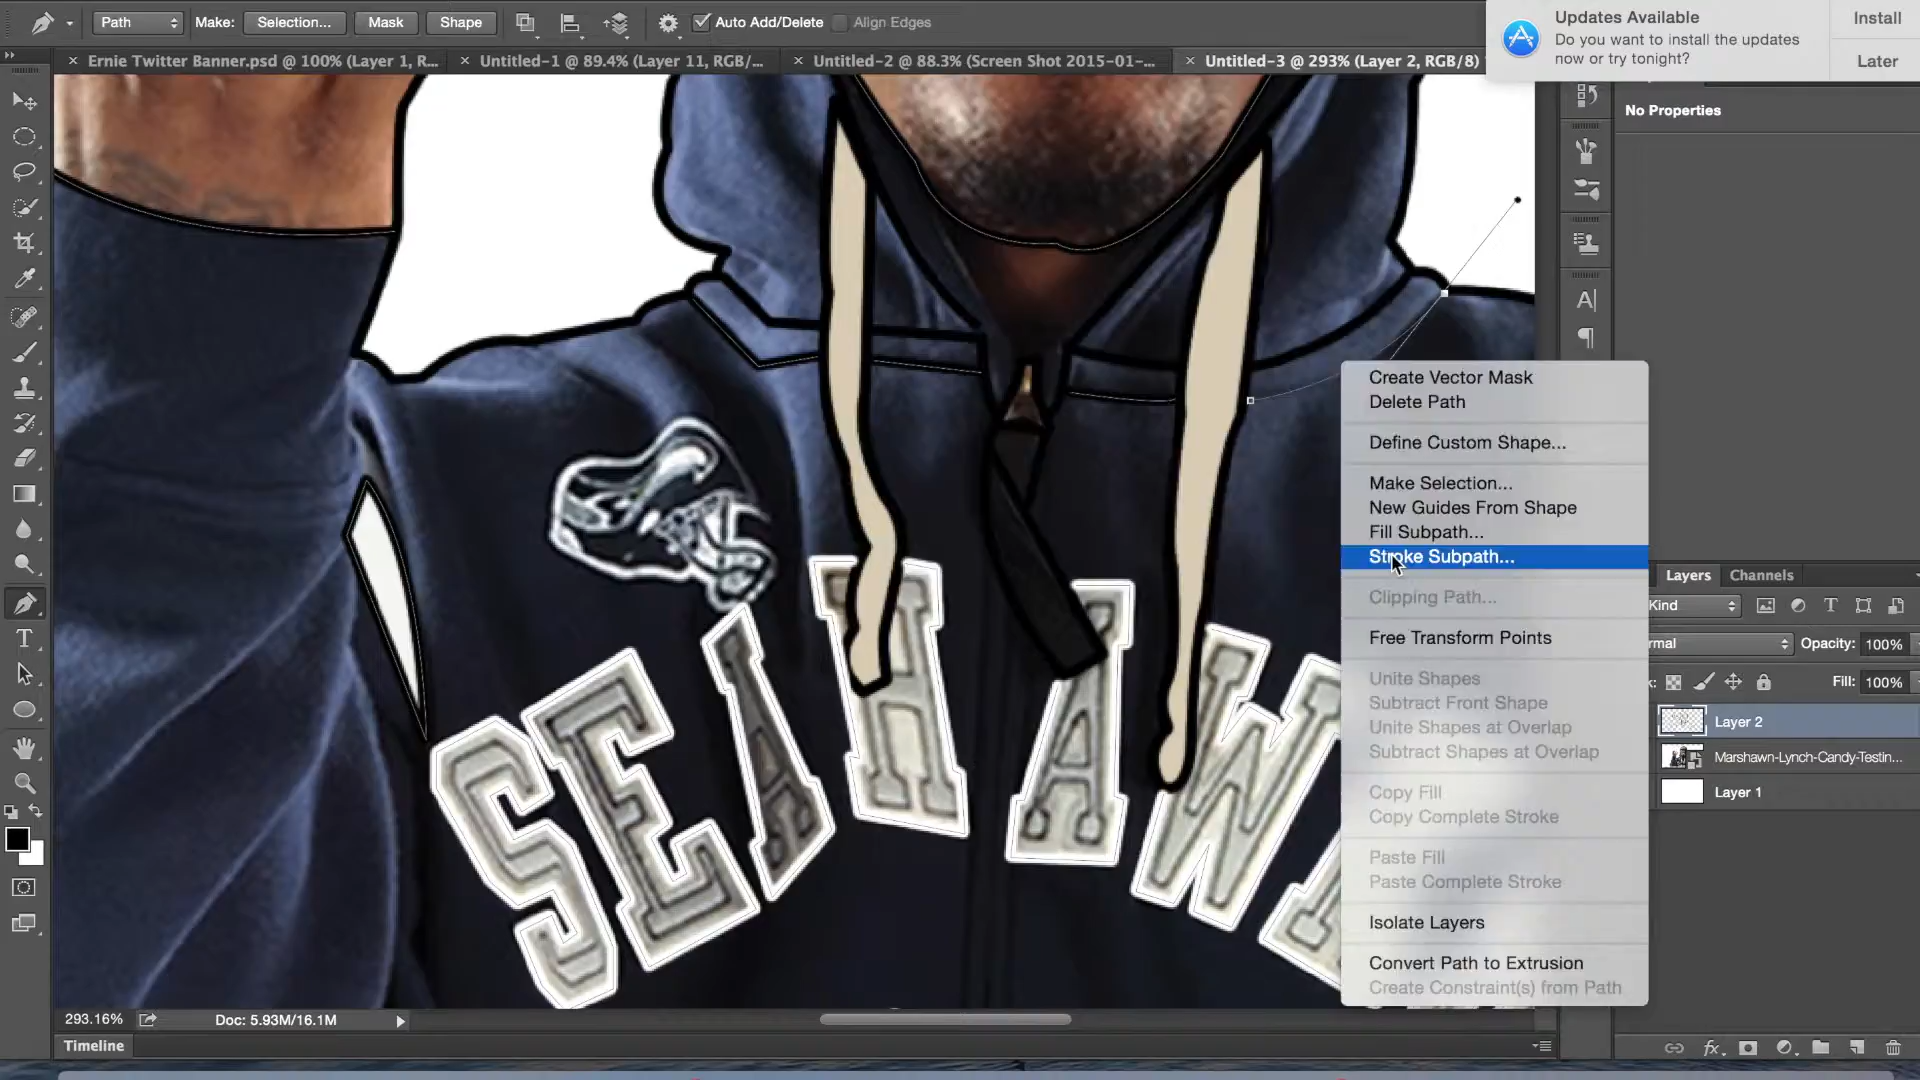 Path
Make:
Selection...
Mask
Shape
Auto Add/Delete
Align Edges
Updates Available
Do you want to install the updates
now or try tonight?
Install
Later
Ernie Twitter Banner.psd @ 100% (Layer 1, R...
Untitled-1 @ 89.4% (Layer 11, RGB/...
Untitled-2 @ 88.3% (Screen Shot 2015-01-...
Untitled-3 @ 293% (Layer 2, RGB/8)
No Properties
Create Vector Mask
Delete Path
Define Custom Shape...
Make Selection...
New Guides From Shape
Fill Subpath...
Stroke Subpath...
Clipping Path...
Free Transform Points
Unite Shapes
Subtract Front Shape
Unite Shapes at Overlap
Subtract Shapes at Overlap
Copy Fill
Copy Complete Stroke
Paste Fill
Paste Complete Stroke
Isolate Layers
Convert Path to Extrusion
Create Constraint(s) from Path
Layers
Channels
Kind
Opacity: 100%
Fill: 100%
Layer 2
Marshawn-Lynch-Candy-Testin...
Layer 1
SEAHAW
293.16%
Doc: 5.93M/16.1M
Timeline